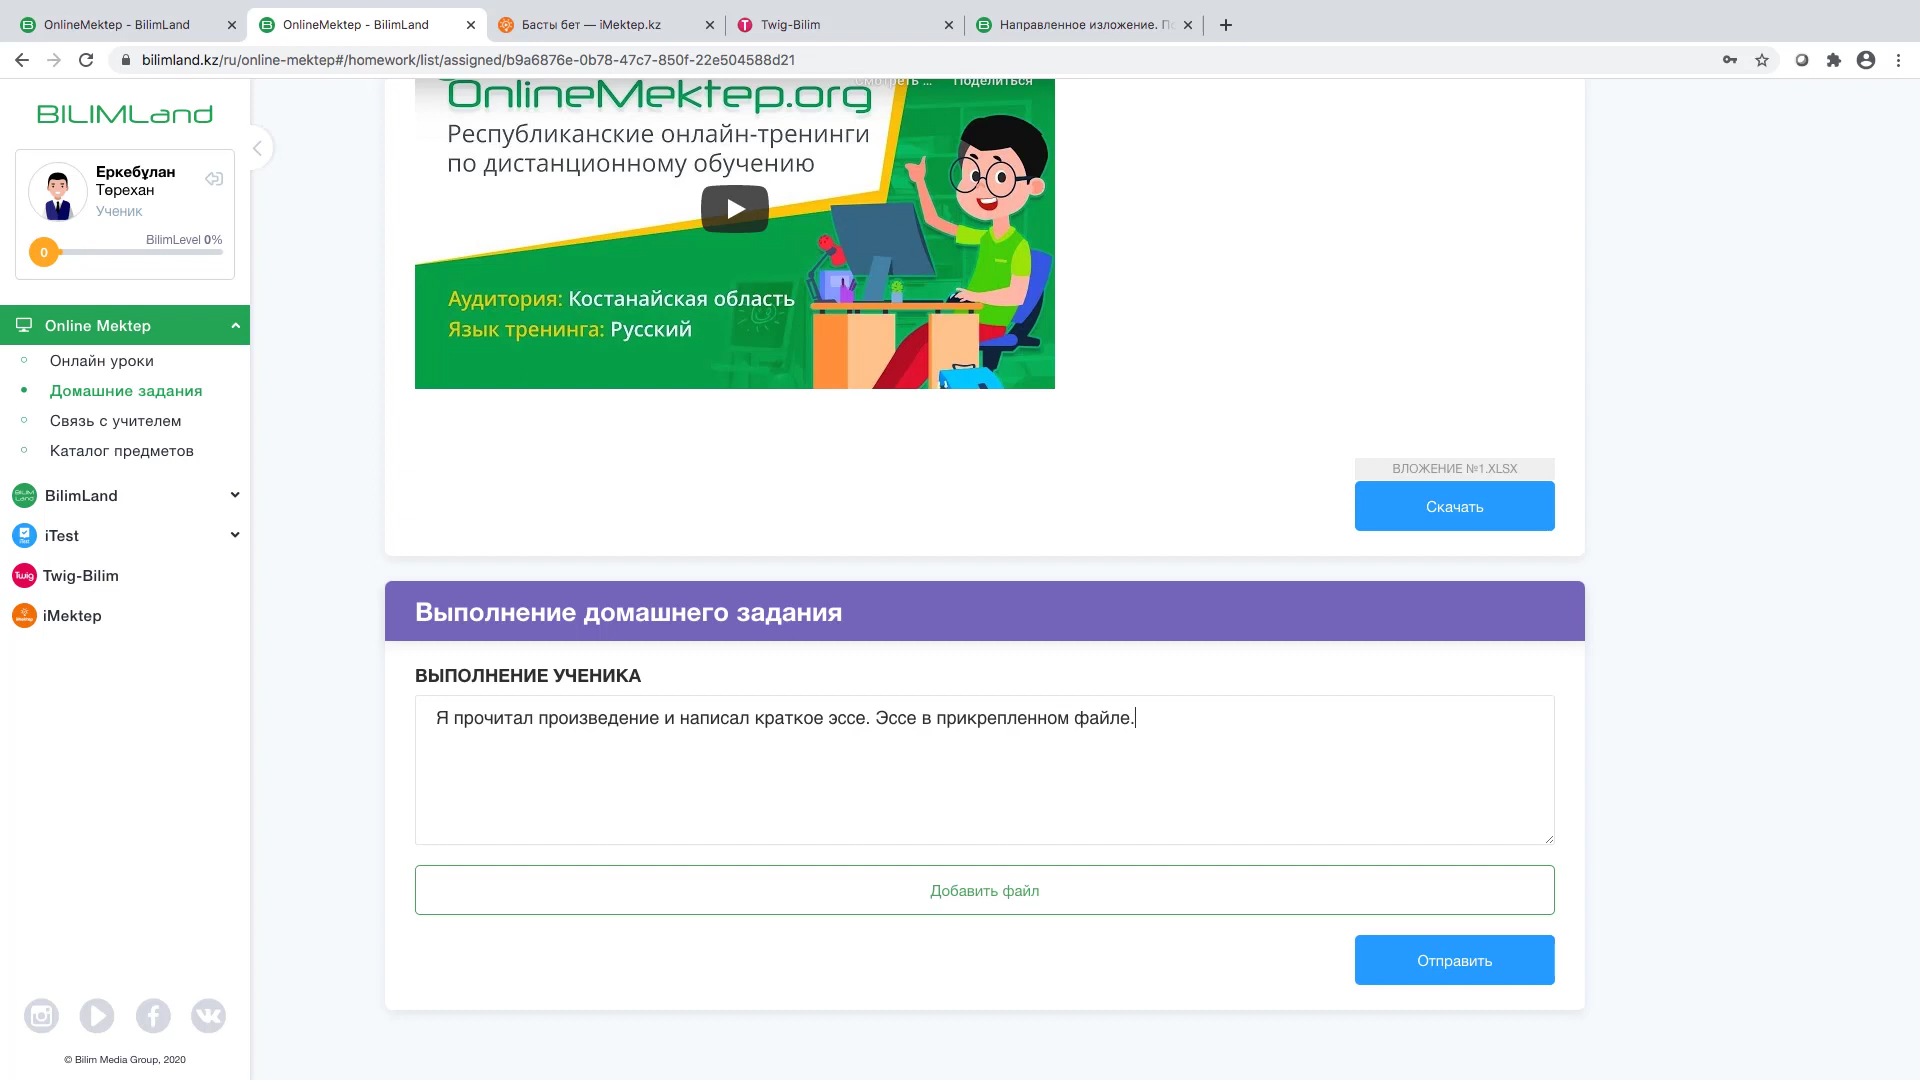 OnlineMektep - BilimLand
OnlineMektep - BilimLand
Басты бет — iMektep.kz
Twig-Bilim
Направленное изложение.
bilimland.kz/ru/online-mektep#/homework/list/assigned/b9a6876e-0b78-47c7-850f-22e504588d21
BILIMLand
Еркебұлан
Төрехан
Ученик
BilimLevel 0%
0
Online Mektep
Онлайн уроки
Домашние задания
Связь с учителем
Каталог предметов
BilimLand
iTest
Twig-Bilim
iMektep
© Bilim Media Group, 2020
Смотреть ... Поделиться
OnlineMektep.org
Республиканские онлайн-тренинги
по дистанционному обучению
Аудитория: Костанайская область
Язык тренинга: Русский
ВЛОЖЕНИЕ №1.XLSX
Скачать
Выполнение домашнего задания
ВЫПОЛНЕНИЕ УЧЕНИКА
Я прочитал произведение и написал краткое эссе. Эссе в прикрепленном файле.
Добавить файл
Отправить